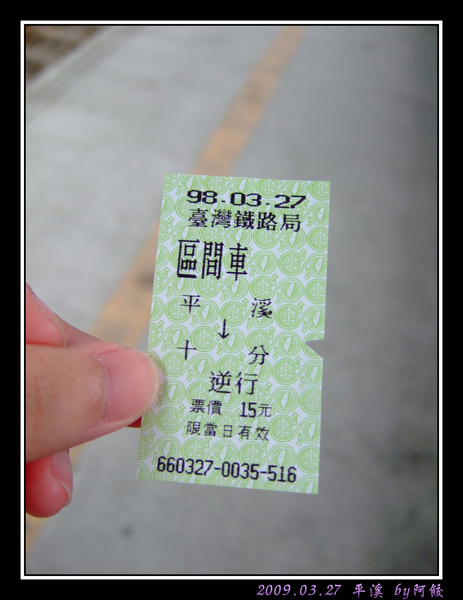 98.03.27
臺灣鐵路局
區間車
平 溪
↓
十 分
逆行
票價 15元
限當日有效
660327-0035-516
2009.03.27 平溪 by阿餃